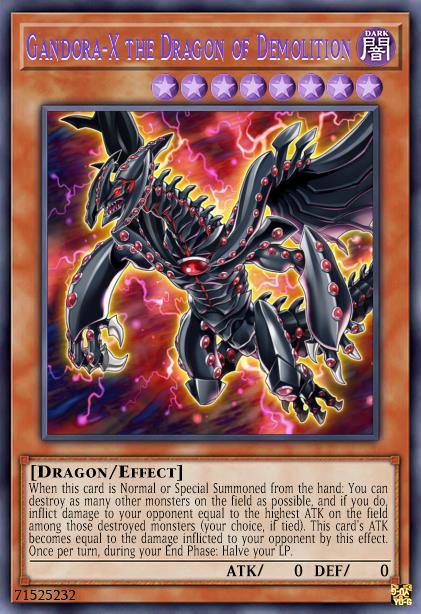 GANDORA-X THE DRAGON OF DEMOLITION
DARK
闇
[DRAGON/EFFECT]
When this card is Normal or Special Summoned from the hand: You can
destroy as many other monsters on the field as possible, and if you do,
inflict damage to your opponent equal to the highest ATK on the field
among those destroyed monsters (your choice, if tied). This card's ATK
becomes equal to the damage inflicted to your opponent by this effect.
Once per turn, during your End Phase: Halve your LP.
ATK/ 0 DEF/ 0
71525232